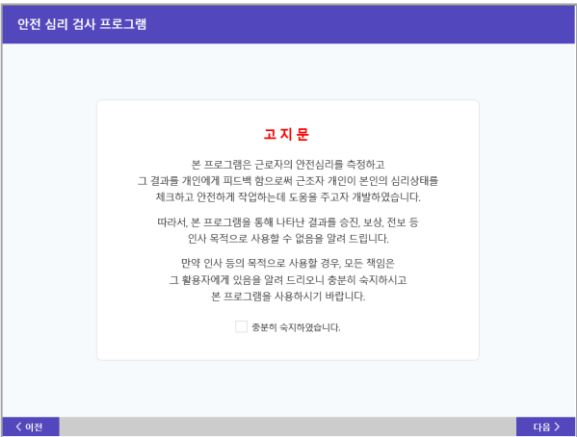 안전 심리 검사 프로그램
고 지 문
본 프로그램은 근로자의 안전심리를 측정하고
그 결과를 개인에게 피드백 함으로써 근조자 개인이 본인의 심리상태를
체크하고 안전하게 작업하는데 도움을 주고자 개발하였습니다.
따라서, 본 프로그램을 통해 나타난 결과를 승진, 보상, 전보 등
인사 목적으로 사용할 수 없음을 알려 드립니다.
만약 인사 등의 목적으로 사용할 경우, 모든 책임은
그 활용자에게 있음을 알려 드리오니 충분히 숙지하시고
본 프로그램을 사용하시기 바랍니다.
충분히 숙지하였습니다.
< 이전
다음 >